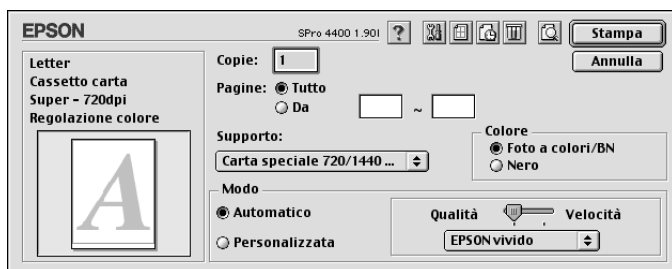 EPSON
SPro 4400 1.90I
?
Stampa
Letter
Cassetto carta
Super - 720dpi
Regolazione colore
A
Copie: 1
Annulla
Pagine: Tutto
Da ~
Supporto:
Carta speciale 720/1440 ...
Colore
Foto a colori/BN
Nero
Modo
Automatico
Personalizzata
Qualità Velocità
EPSON vivido